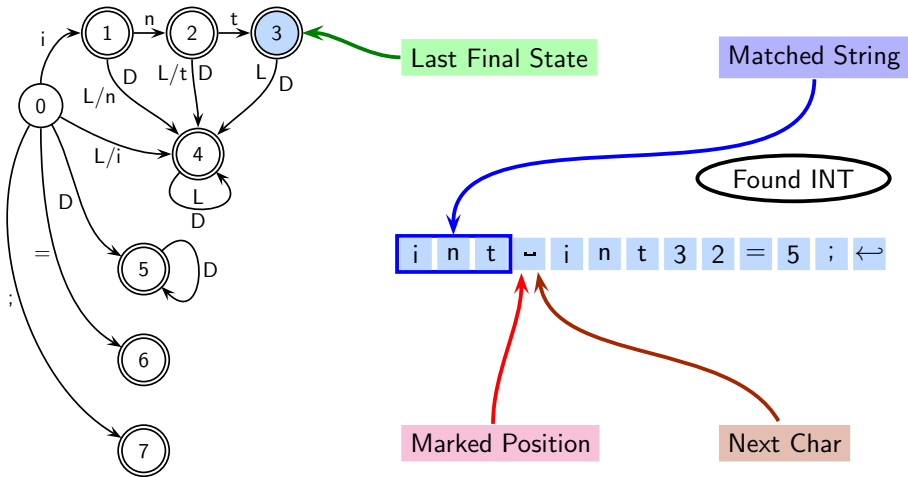 i
n
t
1
2
3
Last Final State
Matched String
D
L/t
D
L
D
L/n
0
L/i
4
L
D
Found INT
D
i n t ␣ i n t 3 2 = 5 ; ↩
=
5
D
;
6
Marked Position
Next Char
7